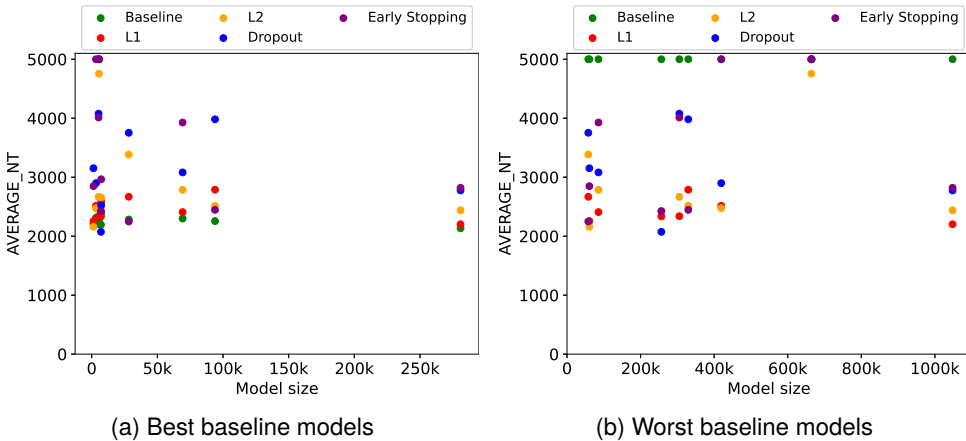 Baseline L2 Early Stopping
L1 Dropout
AVERAGE_NT
5000
4000
3000
2000
1000
0
0 50k 100k 150k 200k 250k
Model size
(a) Best baseline models
Baseline L2 Early Stopping
L1 Dropout
AVERAGE_NT
5000
4000
3000
2000
1000
0
0 200k 400k 600k 800k 1000k
Model size
(b) Worst baseline models